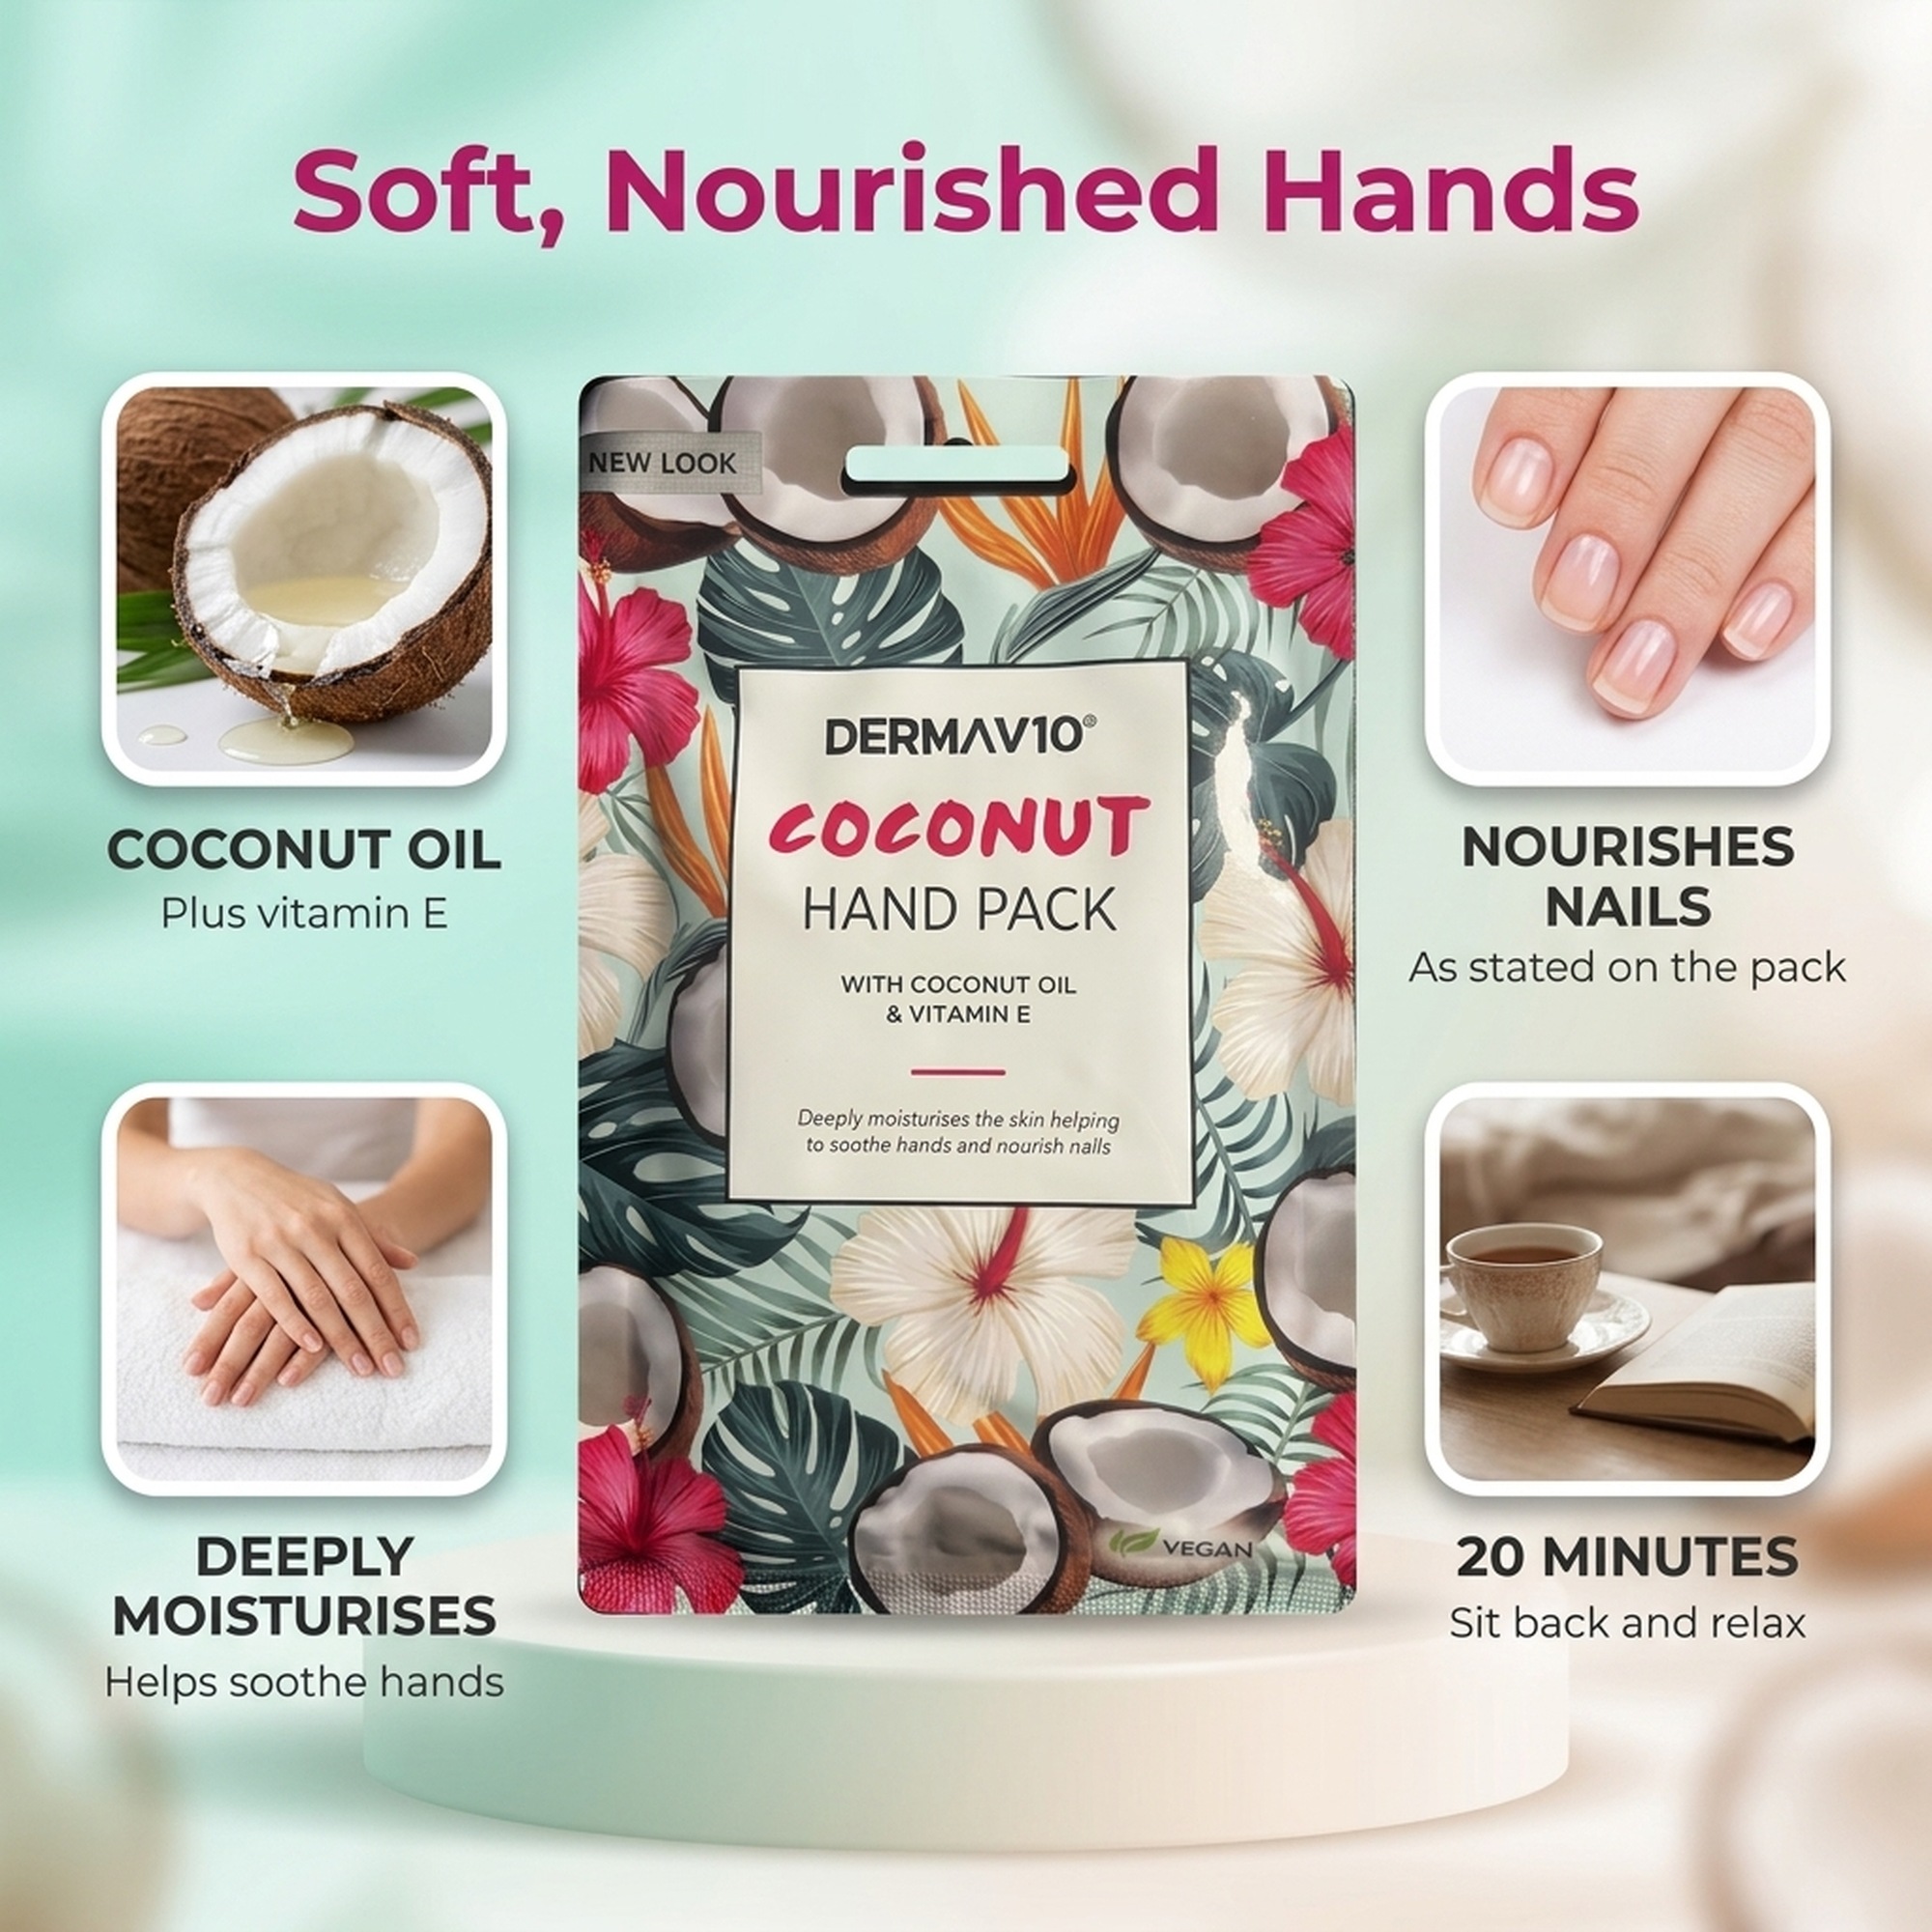 Soft, Nourished Hands
COCONUT OIL
Plus vitamin E
DEEPLY
MOISTURISES
Helps soothe hands
NEW LOOK
DERMAV10®
COCONUT
HAND PACK
WITH COCONUT OIL
& VITAMIN E
Deeply moisturises the skin helping
to soothe hands and nourish nails
VEGAN
NOURISHES
NAILS
As stated on the pack
20 MINUTES
Sit back and relax